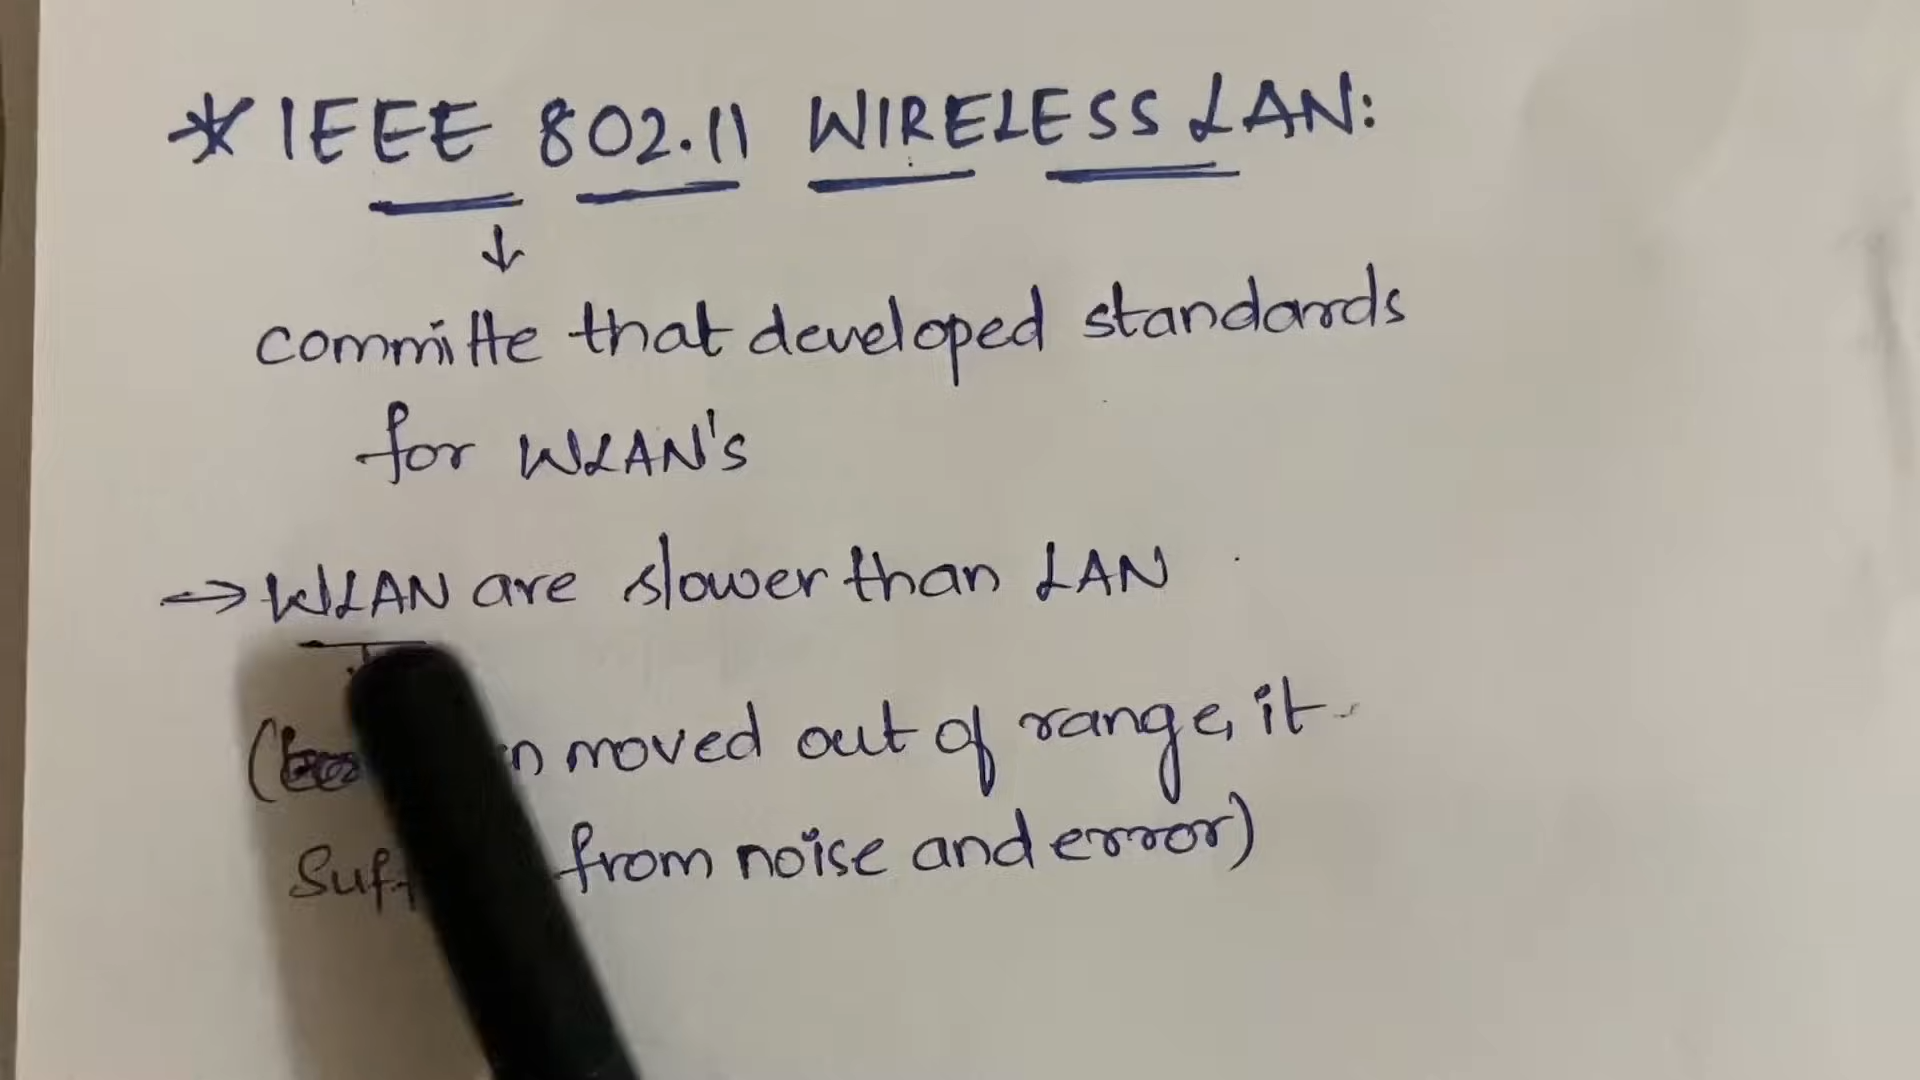 * IEEE 802.11 WIRELESS LAN:
↓
committe that developed standards
for WLAN's
→ WLAN are slower than LAN
( moved out of range, it
from noise and error)